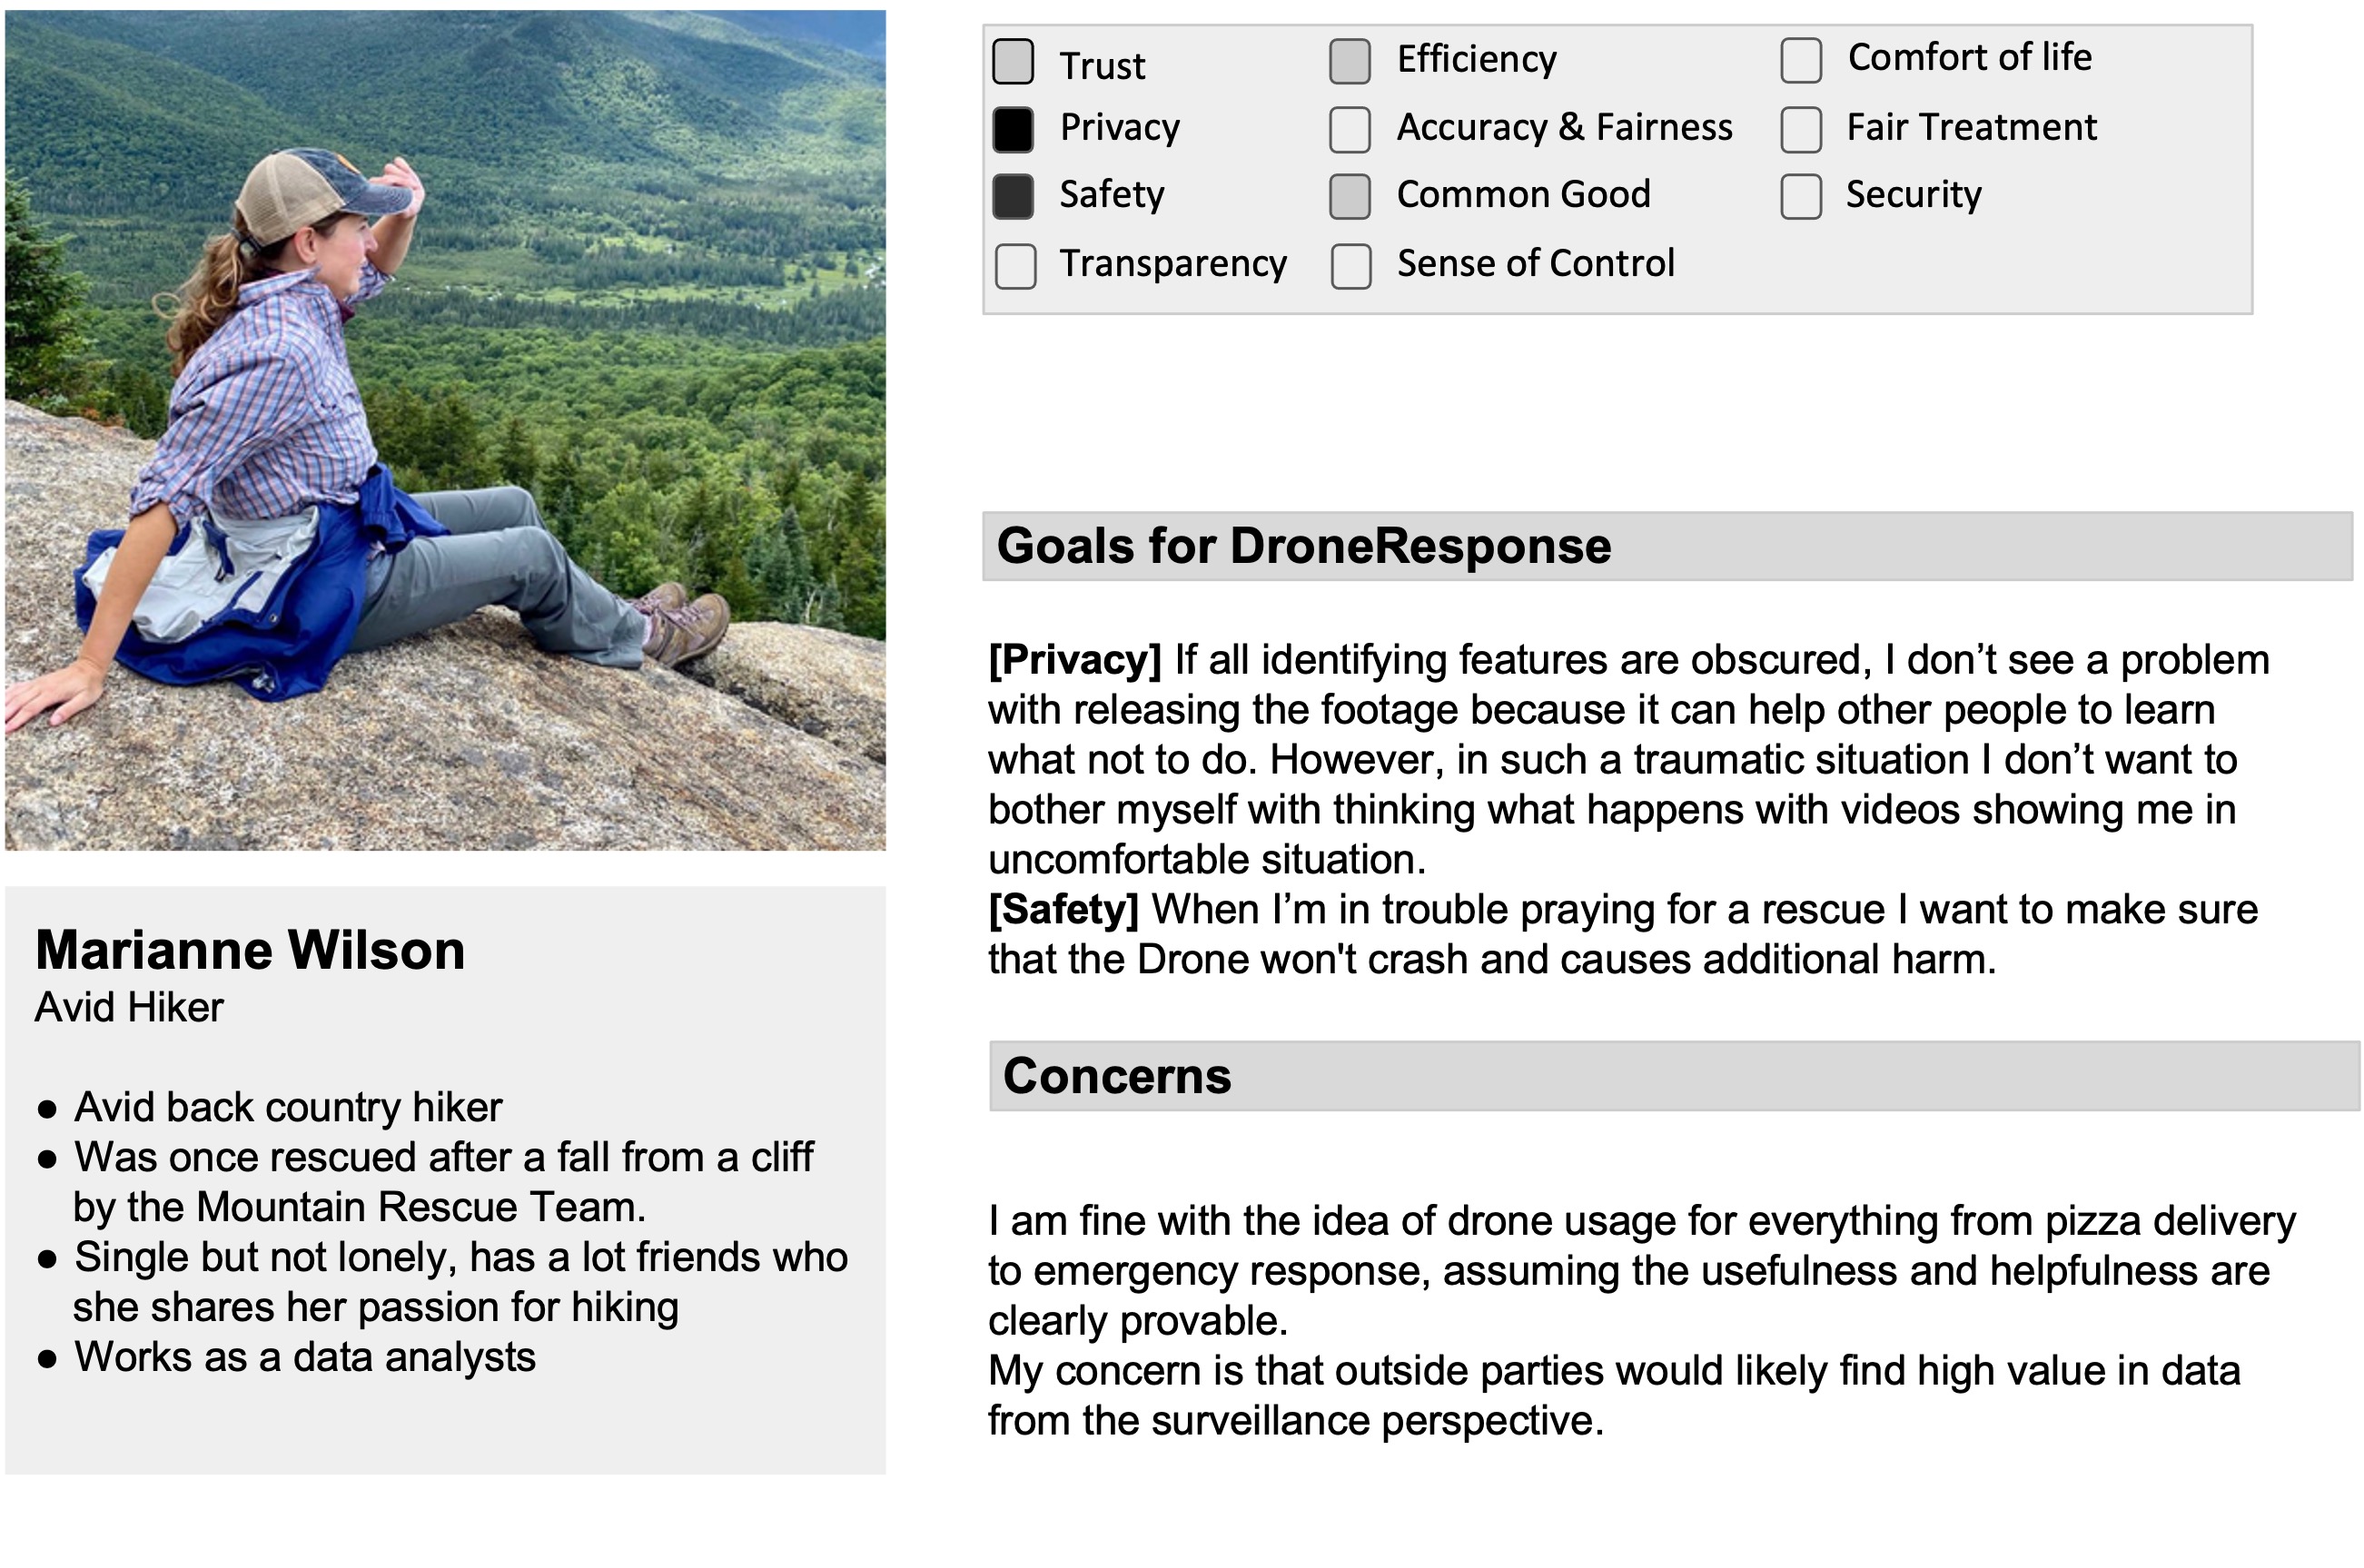 Trust
Privacy
Safety
Transparency
Efficiency
Accuracy & Fairness
Common Good
Sense of Control
Comfort of life
Fair Treatment
Security
Marianne Wilson
Avid Hiker
● Avid back country hiker
● Was once rescued after a fall from a cliff
by the Mountain Rescue Team.
● Single but not lonely, has a lot friends who
she shares her passion for hiking
● Works as a data analysts
Goals for DroneResponse
[Privacy] If all identifying features are obscured, I don’t see a problem
with releasing the footage because it can help other people to learn
what not to do. However, in such a traumatic situation I don’t want to
bother myself with thinking what happens with videos showing me in
uncomfortable situation.
[Safety] When I’m in trouble praying for a rescue I want to make sure
that the Drone won't crash and causes additional harm.
Concerns
I am fine with the idea of drone usage for everything from pizza delivery
to emergency response, assuming the usefulness and helpfulness are
clearly provable.
My concern is that outside parties would likely find high value in data
from the surveillance perspective.